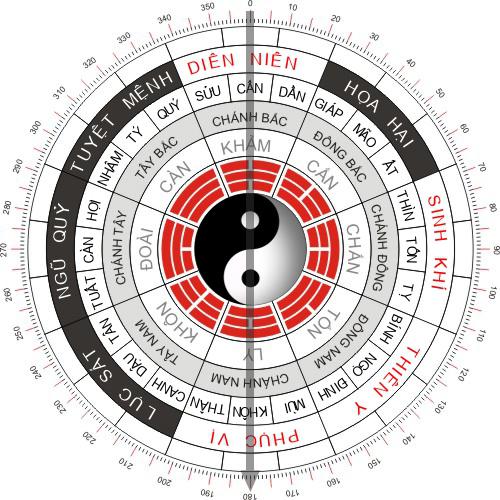 0
10
20
30
40
50
60
70
80
90
100
110
120
130
140
150
160
170
180
190
200
210
220
230
240
250
260
270
280
290
300
310
320
330
340
350
DIÊN NIÊN
HỌA HẠI
SINH KHÍ
THIÊN Y
PHỤC VỊ
LỤC SÁT
NGŨ QUỶ
TUYỆT MỆNH
SỬU
CẤN
DẦN
GIÁP
MÃO
ẤT
THÌN
TỐN
TỴ
BÍNH
NGỌ
ĐINH
MÙI
KHÔN
THÂN
CANH
DẬU
TÂN
TUẤT
CÀN
HỢI
NHÂM
TÝ
QUÝ
CHÁNH BẮC
ĐÔNG BẮC
CHÁNH ĐÔNG
ĐÔNG NAM
CHÁNH NAM
TÂY NAM
CHÁNH TÂY
TÂY BẮC
KHẢM
CẤN
CHẤN
TỐN
LY
KHÔN
ĐOÀI
CÀN